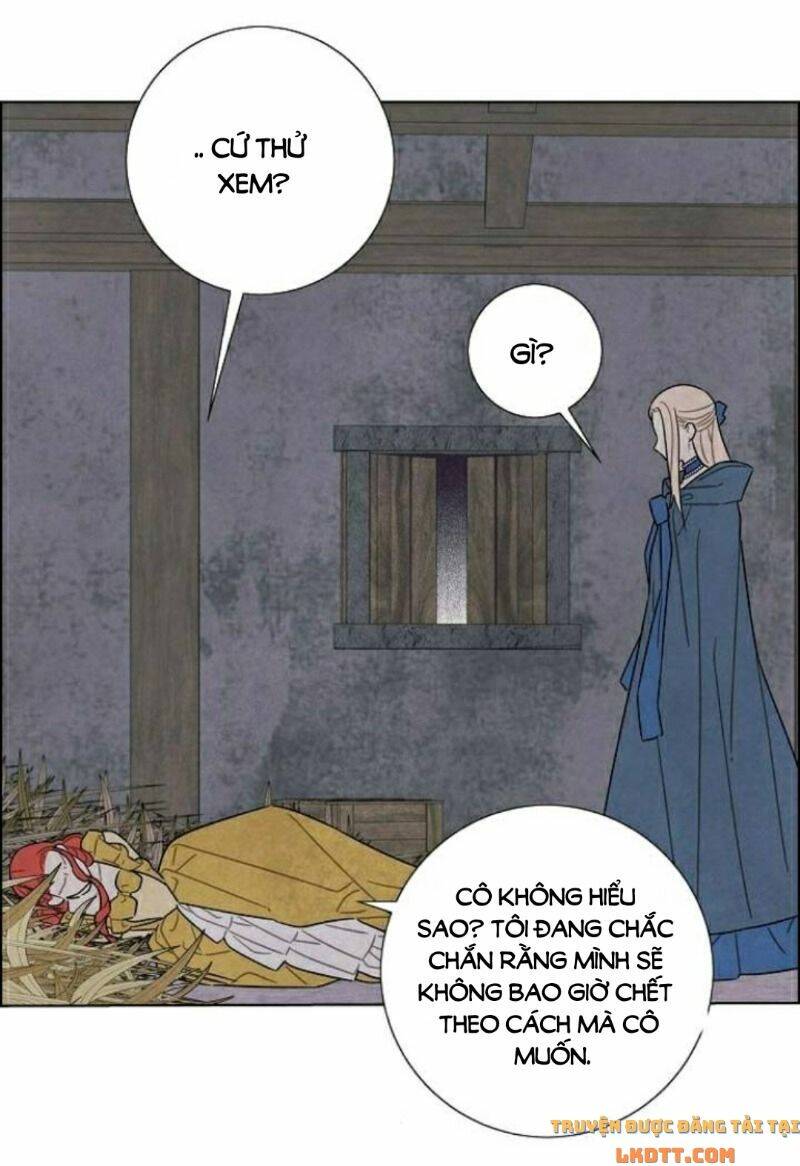 .. CỨ THỬ
XEM?
GÌ?
CÔ KHÔNG HIỂU
SAO? TÔI ĐANG CHẮC
CHẮN RẰNG MÌNH SẼ
KHÔNG BAO GIỜ CHẾT
THEO CÁCH MÀ CÔ
MUỐN.
TRUYỆN ĐƯỢC ĐĂNG TẢI TẠI
LKDTT.COM